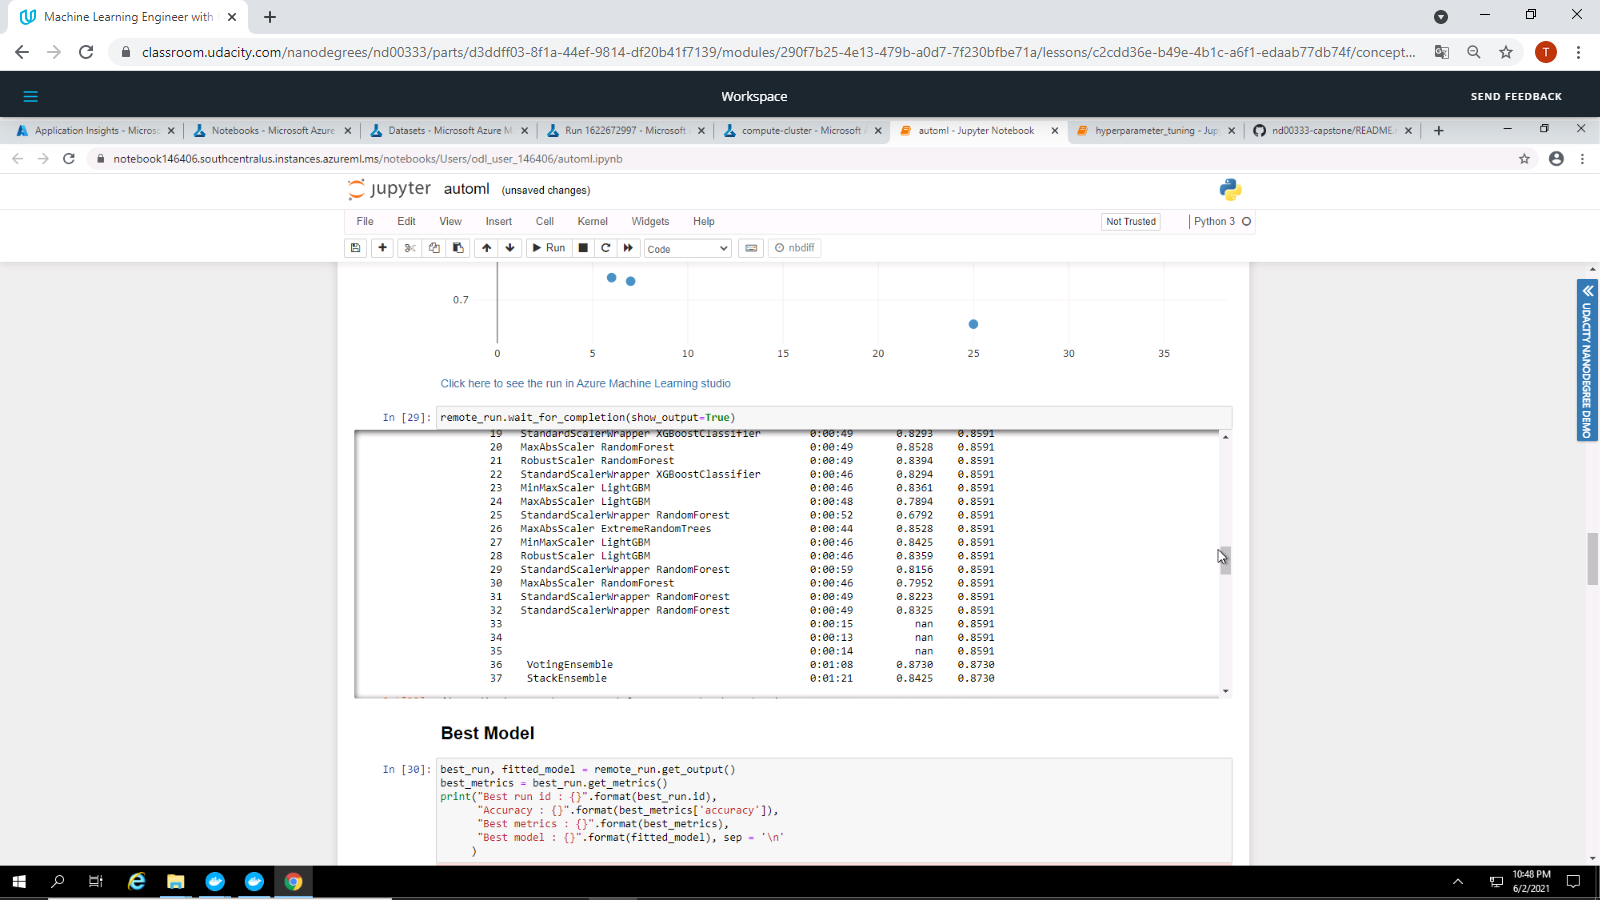 Machine Learning Engineer with
classroom.udacity.com/nanodegrees/nd00333/parts/d3ddff03-8f1a-44ef-9814-df20b41f7139/modules/290f7b25-4e13-479b-a0d7-7f230bfbe71a/lessons/c2cdd36e-b49e-4b1c-a6f1-edaab77db74f/concept...
T
Workspace
SEND FEEDBACK
Application Insights - Micros
Notebooks - Microsoft Azure
Datasets - Microsoft Azure M
Run 1622672997 - Microsoft
compute-cluster - Microsoft
automl - Jupyter Notebook
hyperparameter_tuning - Jup
nd00333-capstone/README.
notebook146406.southcentralus.instances.azureml.ms/notebooks/Users/odl_user_146406/automl.ipynb
jupyter automl (unsaved changes)
File Edit View Insert Cell Kernel Widgets Help
Not Trusted
Python 3
Run
Code
nbdiff
0.7
0 5 10 15 20 25 30 35
Click here to see the run in Azure Machine Learning studio
In [29]: remote_run.wait_for_completion(show_output=True)
19 StandardScalerWrapper XGBoostClassifier 0:00:49 0.8293 0.8591
20 MaxAbsScaler RandomForest 0:00:49 0.8528 0.8591
21 RobustScaler RandomForest 0:00:49 0.8394 0.8591
22 StandardScalerWrapper XGBoostClassifier 0:00:46 0.8294 0.8591
23 MinMaxScaler LightGBM 0:00:46 0.8361 0.8591
24 MaxAbsScaler LightGBM 0:00:48 0.7894 0.8591
25 StandardScalerWrapper RandomForest 0:00:52 0.6792 0.8591
26 MaxAbsScaler ExtremeRandomTrees 0:00:44 0.8528 0.8591
27 MinMaxScaler LightGBM 0:00:46 0.8425 0.8591
28 RobustScaler LightGBM 0:00:46 0.8359 0.8591
29 StandardScalerWrapper RandomForest 0:00:59 0.8156 0.8591
30 MaxAbsScaler RandomForest 0:00:46 0.7952 0.8591
31 StandardScalerWrapper RandomForest 0:00:49 0.8223 0.8591
32 StandardScalerWrapper RandomForest 0:00:49 0.8325 0.8591
33 0:00:15 nan 0.8591
34 0:00:13 nan 0.8591
35 0:00:14 nan 0.8591
36 VotingEnsemble 0:01:08 0.8730 0.8730
37 StackEnsemble 0:01:21 0.8425 0.8730
Best Model
In [30]: best_run, fitted_model = remote_run.get_output()
best_metrics = best_run.get_metrics()
print("Best run id : {}".format(best_run.id),
"Accuracy : {}".format(best_metrics['accuracy']),
"Best metrics : {}".format(best_metrics),
"Best model : {}".format(fitted_model), sep = '\n'
)
UDACITY NANODEGREE DEMO
10:48 PM
6/2/2021